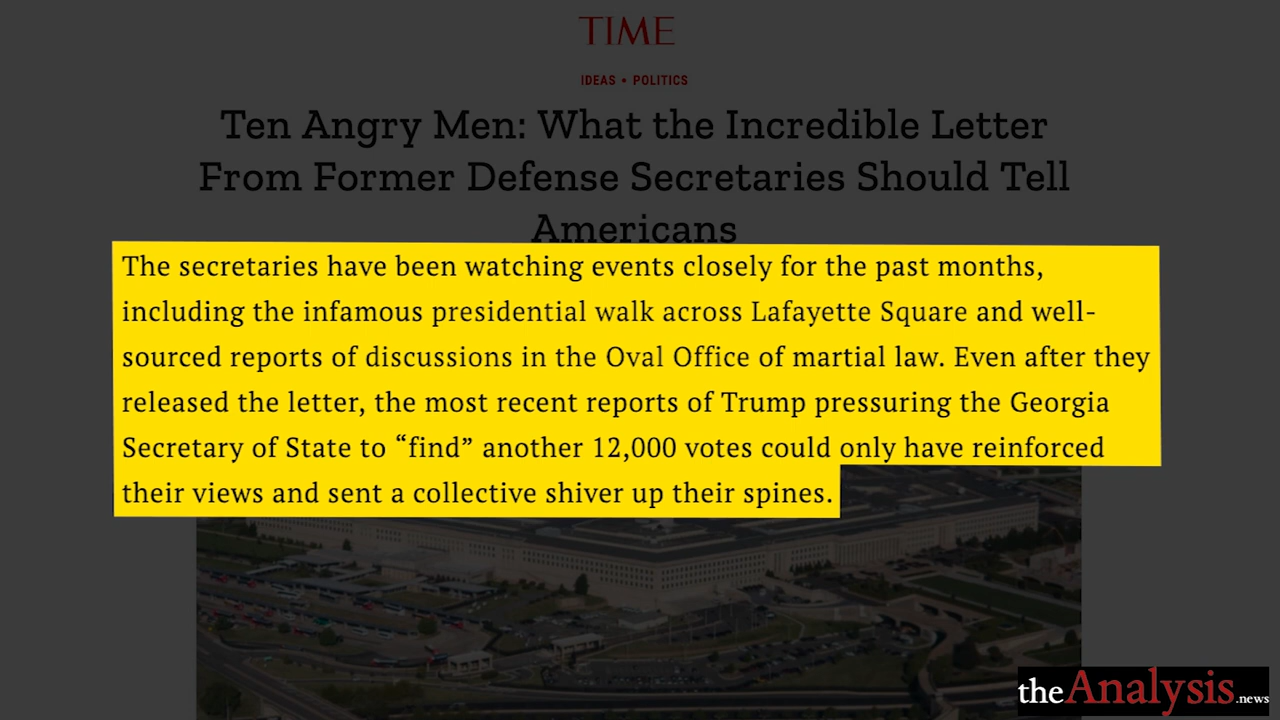 TIME
IDEAS • POLITICS
Ten Angry Men: What the Incredible Letter
From Former Defense Secretaries Should Tell
Americans
The secretaries have been watching events closely for the past months,
including the infamous presidential walk across Lafayette Square and well-
sourced reports of discussions in the Oval Office of martial law. Even after they
released the letter, the most recent reports of Trump pressuring the Georgia
Secretary of State to “find” another 12,000 votes could only have reinforced
their views and sent a collective shiver up their spines.
theAnalysis.news